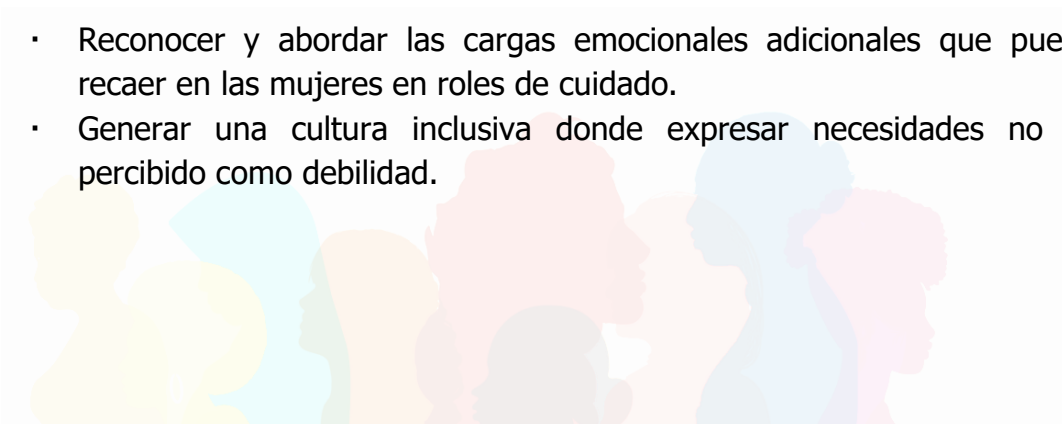 · Reconocer y abordar las cargas emocionales adicionales que pue
recaer en las mujeres en roles de cuidado.
· Generar una cultura inclusiva donde expresar necesidades no
percibido como debilidad.